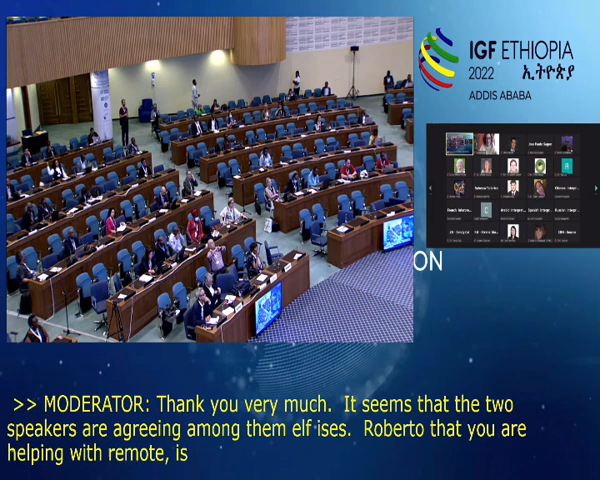 IGF ETHIOPIA
2022 ኢትዮጵያ
ADDIS ABABA
ON
>> MODERATOR: Thank you very much.  It seems that the two
speakers are agreeing among them elf ises.  Roberto that you are
helping with remote, is